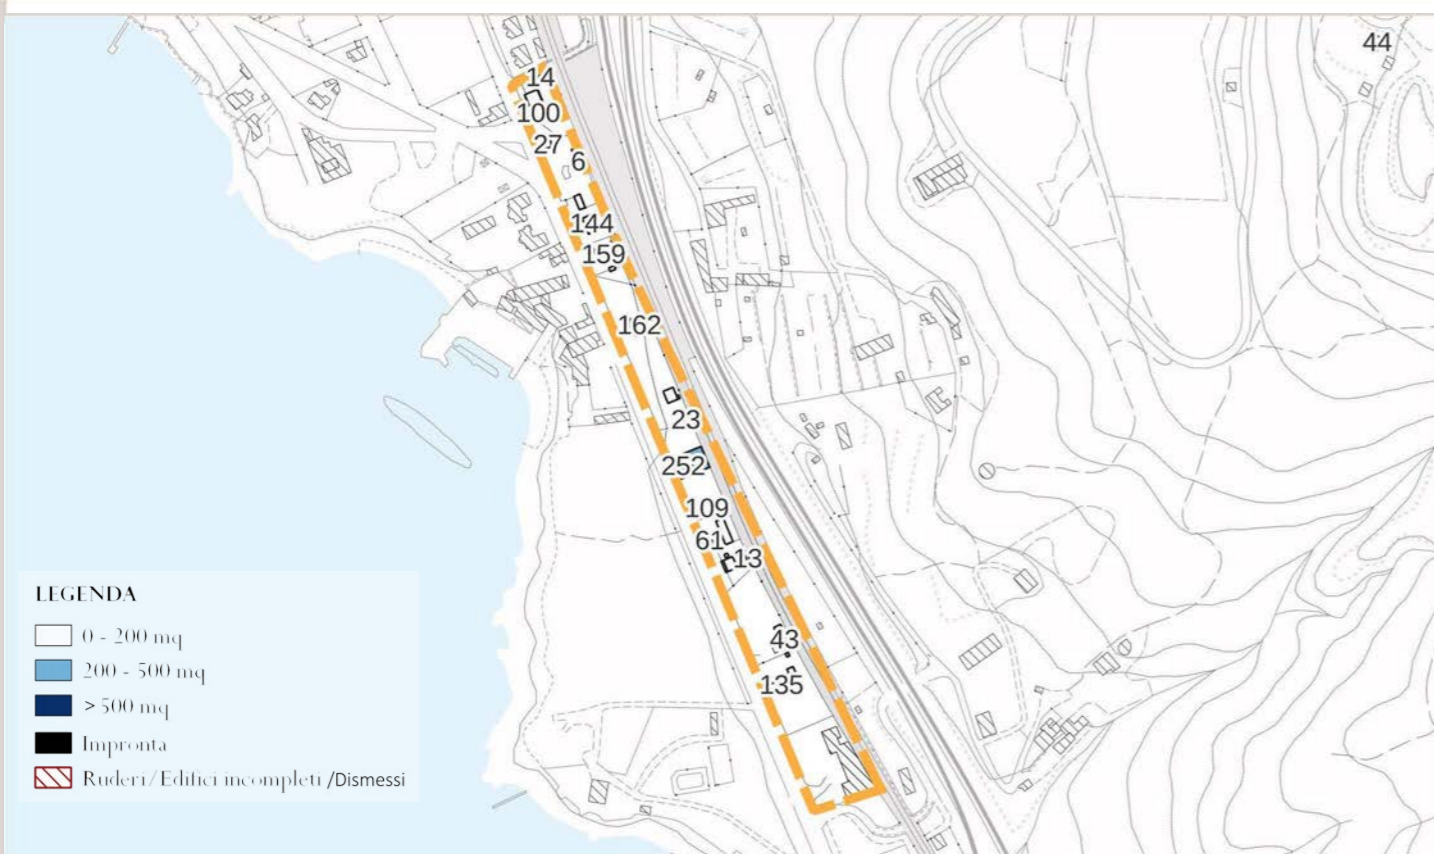 44
14
100
27
6
144
159
162
23
252
109
61
13
43
135
LEGENDA
0 - 200 mq
200 - 500 mq
> 500 mq
Impronta
Ruderi/Edifici incompleti /Dismessi